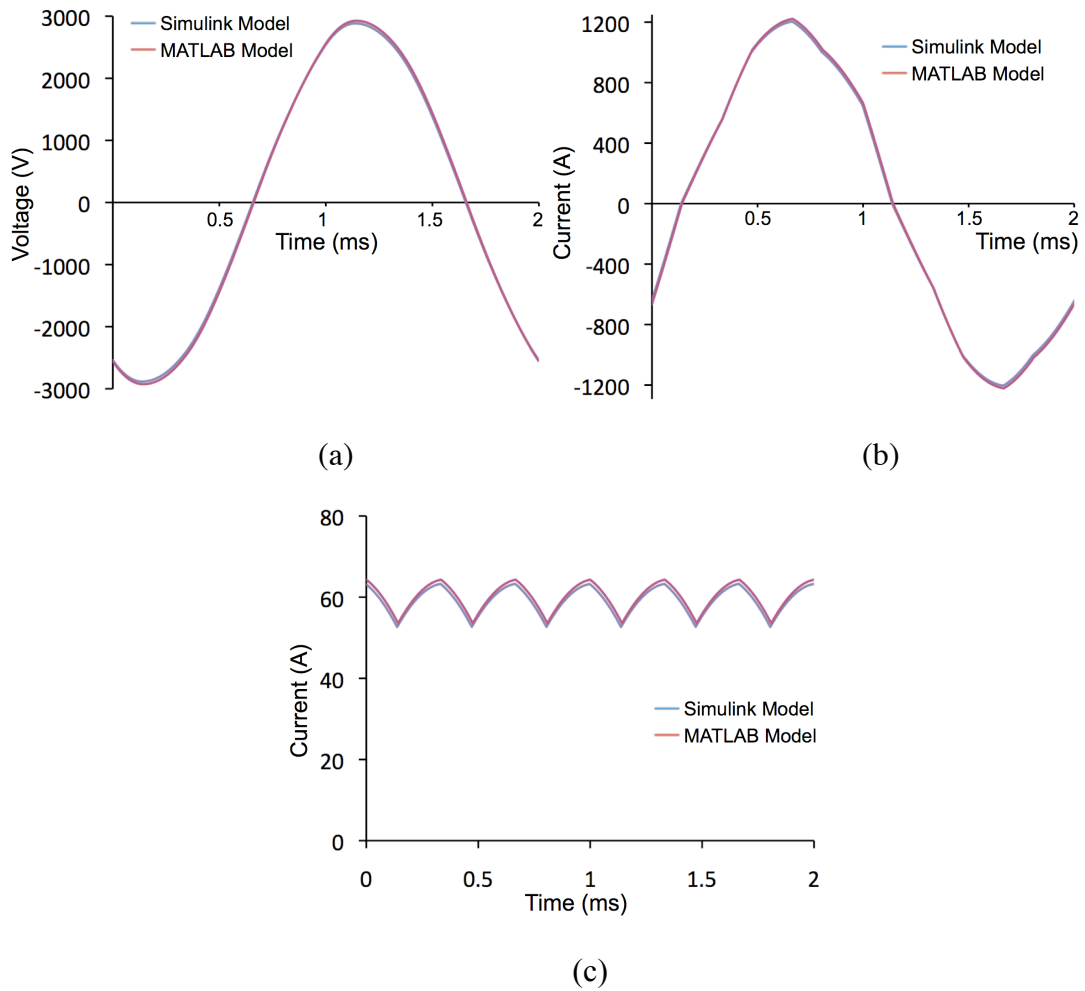 3000
2000
1000
0
-1000
-2000
-3000
Voltage (V)
0.5
1
1.5
2
Time (ms)
Simulink Model
MATLAB Model
(a)
1200
800
400
0
-400
-800
-1200
Current (A)
0.5
1
1.5
2
Time (ms)
Simulink Model
MATLAB Model
(b)
80
60
40
20
0
Current (A)
Simulink Model
MATLAB Model
0
0.5
1
1.5
2
Time (ms)
(c)